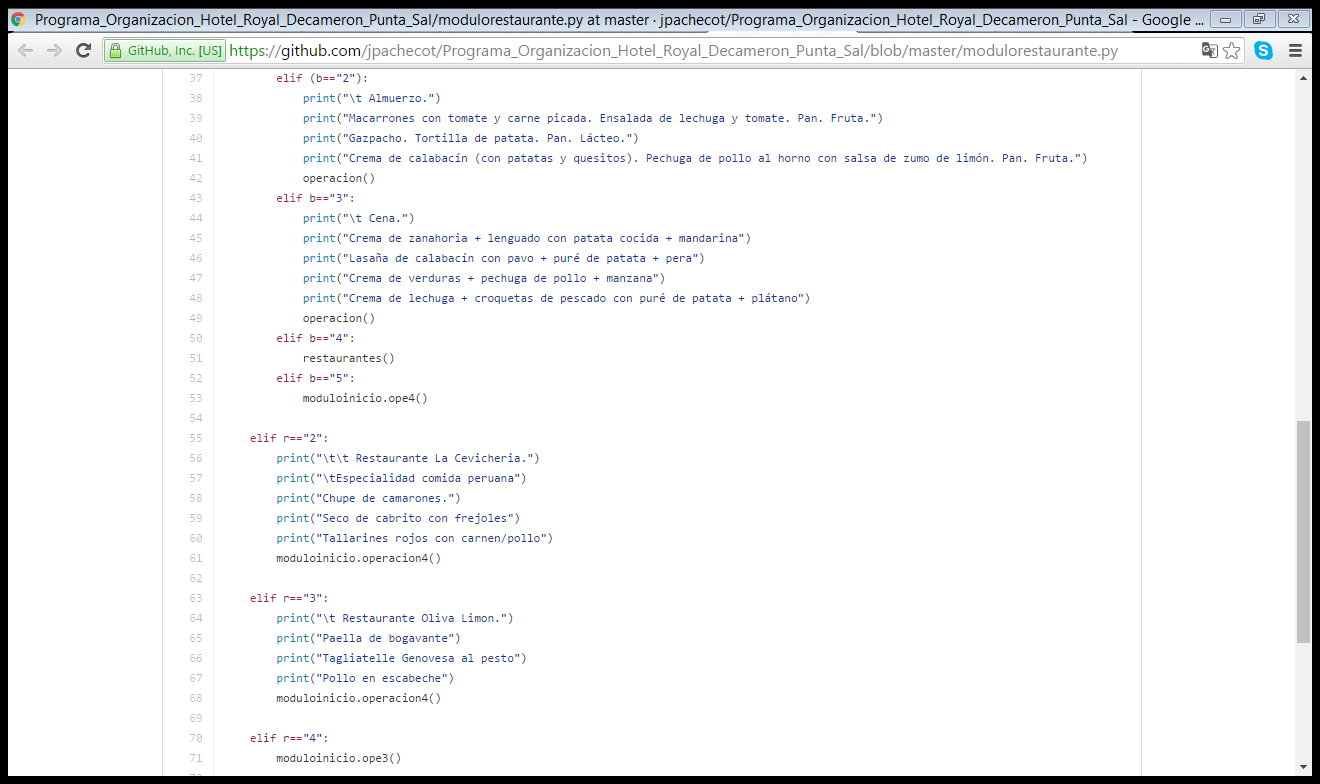 Programa_Organizacion_Hotel_Royal_Decameron_Punta_Sal/modulorestaurante.py at master · jpachecot/Programa_Organizacion_Hotel_Royal_Decameron_Punta_Sal - Google ...
GitHub, Inc. [US] https://github.com/jpachecot/Programa_Organizacion_Hotel_Royal_Decameron_Punta_Sal/blob/master/modulorestaurante.py
37 elif (b=="2"):
38 print("\t Almuerzo.")
39 print("Macarrones con tomate y carne picada. Ensalada de lechuga y tomate. Pan. Fruta.")
40 print("Gazpacho. Tortilla de patata. Pan. Lácteo.")
41 print("Crema de calabacín (con patatas y quesitos). Pechuga de pollo al horno con salsa de zumo de limón. Pan. Fruta.")
42 operacion()
43 elif b=="3":
44 print("\t Cena.")
45 print("Crema de zanahoria + lenguado con patata cocida + mandarina")
46 print("Lasaña de calabacín con pavo + puré de patata + pera")
47 print("Crema de verduras + pechuga de pollo + manzana")
48 print("Crema de lechuga + croquetas de pescado con puré de patata + plátano")
49 operacion()
50 elif b=="4":
51 restaurantes()
52 elif b=="5":
53 moduloinicio.ope4()
54
55 elif r=="2":
56 print("\t\t Restaurante La Cevicheria.")
57 print("\tEspecialidad comida peruana")
58 print("Chupe de camarones.")
59 print("Seco de cabrito con frejoles")
60 print("Tallarines rojos con carnen/pollo")
61 moduloinicio.operacion4()
62
63 elif r=="3":
64 print("\t Restaurante Oliva Limon.")
65 print("Paella de bogavante")
66 print("Tagliatelle Genovesa al pesto")
67 print("Pollo en escabeche")
68 moduloinicio.operacion4()
69
70 elif r=="4":
71 moduloinicio.ope3()